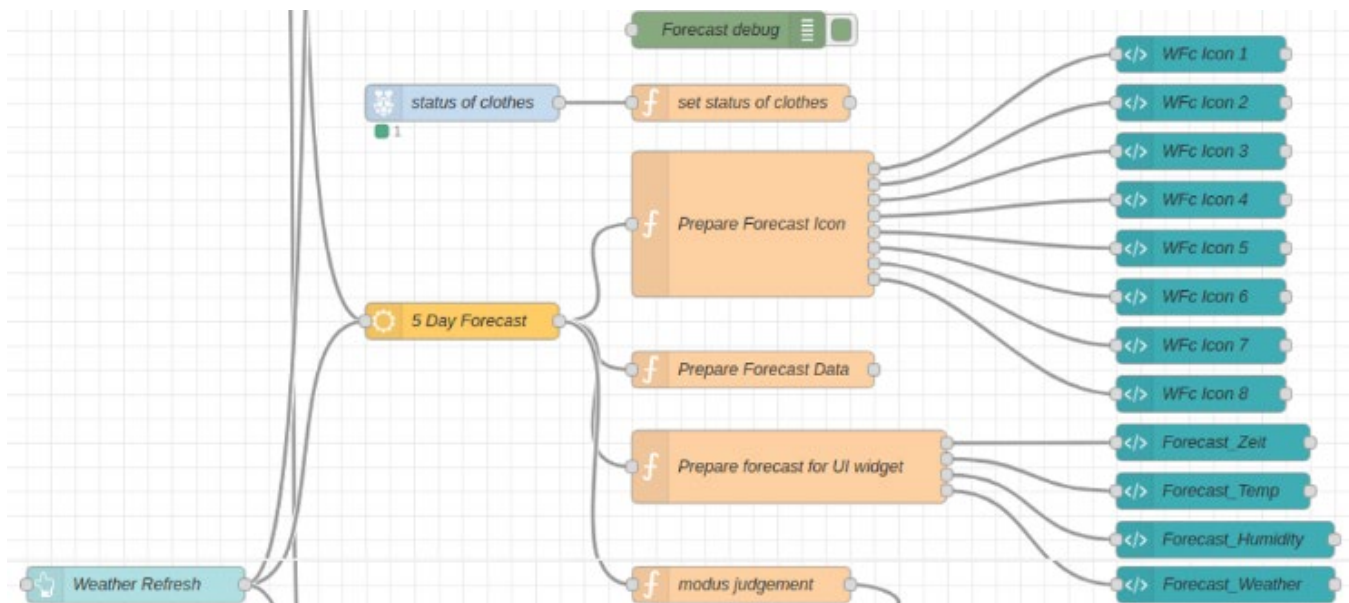 Forecast debug
WFc Icon 1
status of clothes
set status of clothes
WFc Icon 2
1
WFc Icon 3
WFc Icon 4
Prepare Forecast Icon
WFc Icon 5
WFc Icon 6
5 Day Forecast
WFc Icon 7
Prepare Forecast Data
WFc Icon 8
Forecast_Zeit
Prepare forecast for UI widget
Forecast_Temp
Forecast_Humidity
Weather Refresh
modus judgement
Forecast_Weather